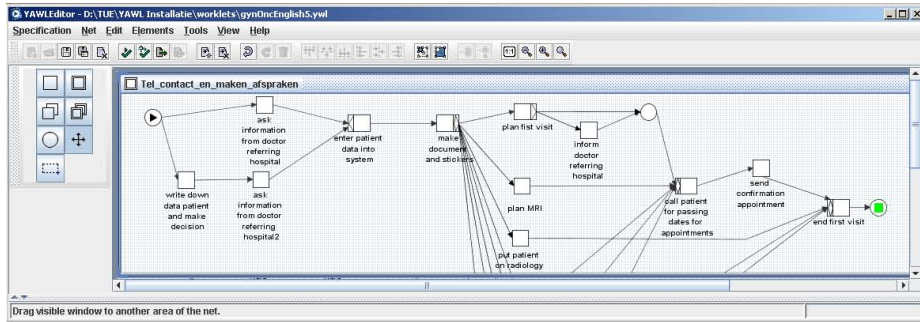 YAWLEditor - D:\TUE\YAWL Installatie\worklets\gynOncEnglish5.ywl
Specification Net Edit Elements Tools View Help
Tel_contact_en_maken_afspraken
ask
information
from doctor
referring
hospital
enter patient
data into
system
make
document
and stickers
plan fist visit
inform
doctor
referring
hospital
write down
data patient
and make
decision
ask
information
from doctor
referring
hospital2
plan MRI
call patient
for passing
dates for
appointments
send
confirmation
appointment
end first visit
put patient
on radiology
Drag visible window to another area of the net.